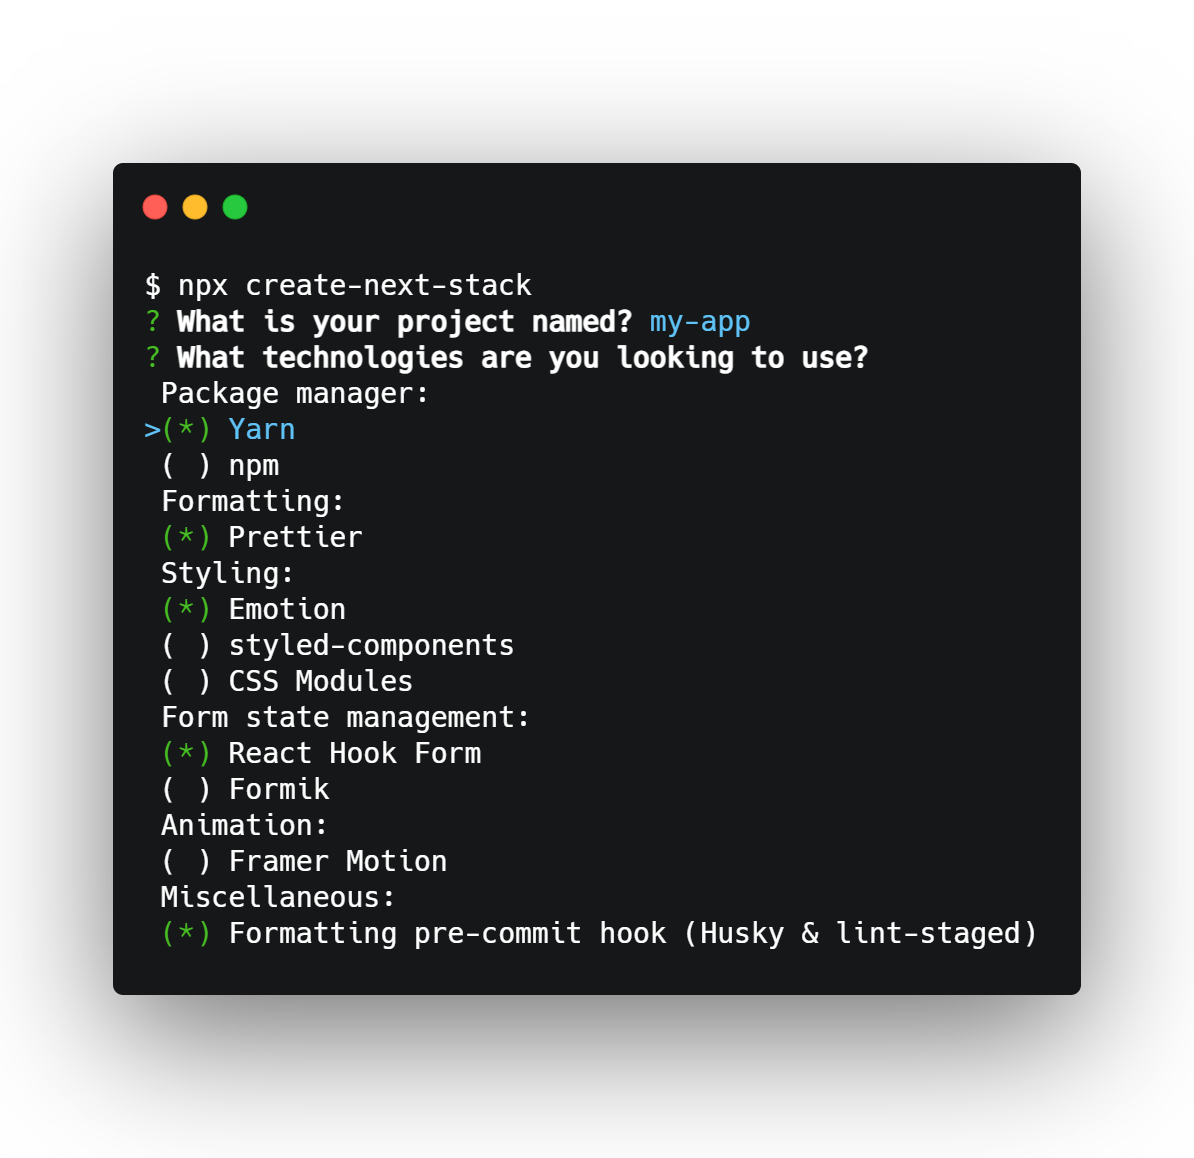 $ npx create-next-stack
? What is your project named? my-app
? What technologies are you looking to use?
 Package manager:
>(*) Yarn
 ( ) npm
 Formatting:
 (*) Prettier
 Styling:
 (*) Emotion
 ( ) styled-components
 ( ) CSS Modules
 Form state management:
 (*) React Hook Form
 ( ) Formik
 Animation:
 ( ) Framer Motion
 Miscellaneous:
 (*) Formatting pre-commit hook (Husky & lint-staged)